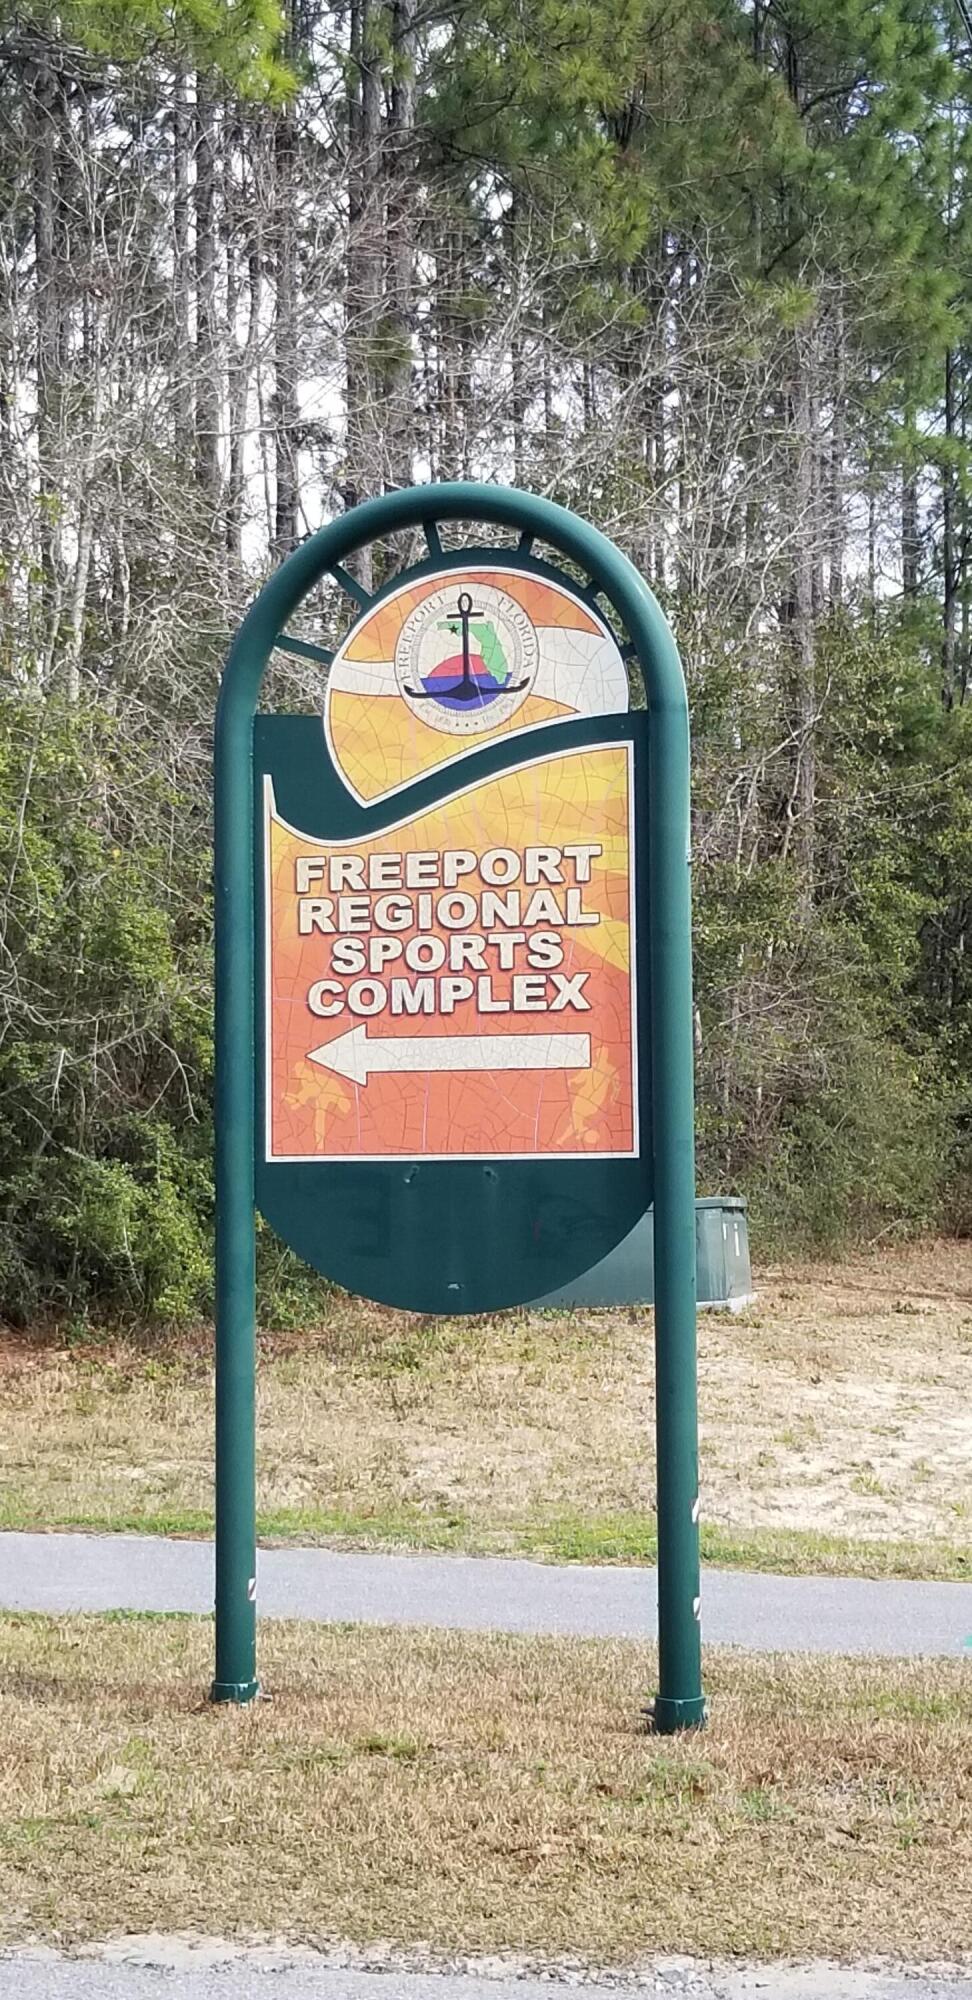 FREEPORT FLORIDA
FREEPORT
REGIONAL
SPORTS
COMPLEX